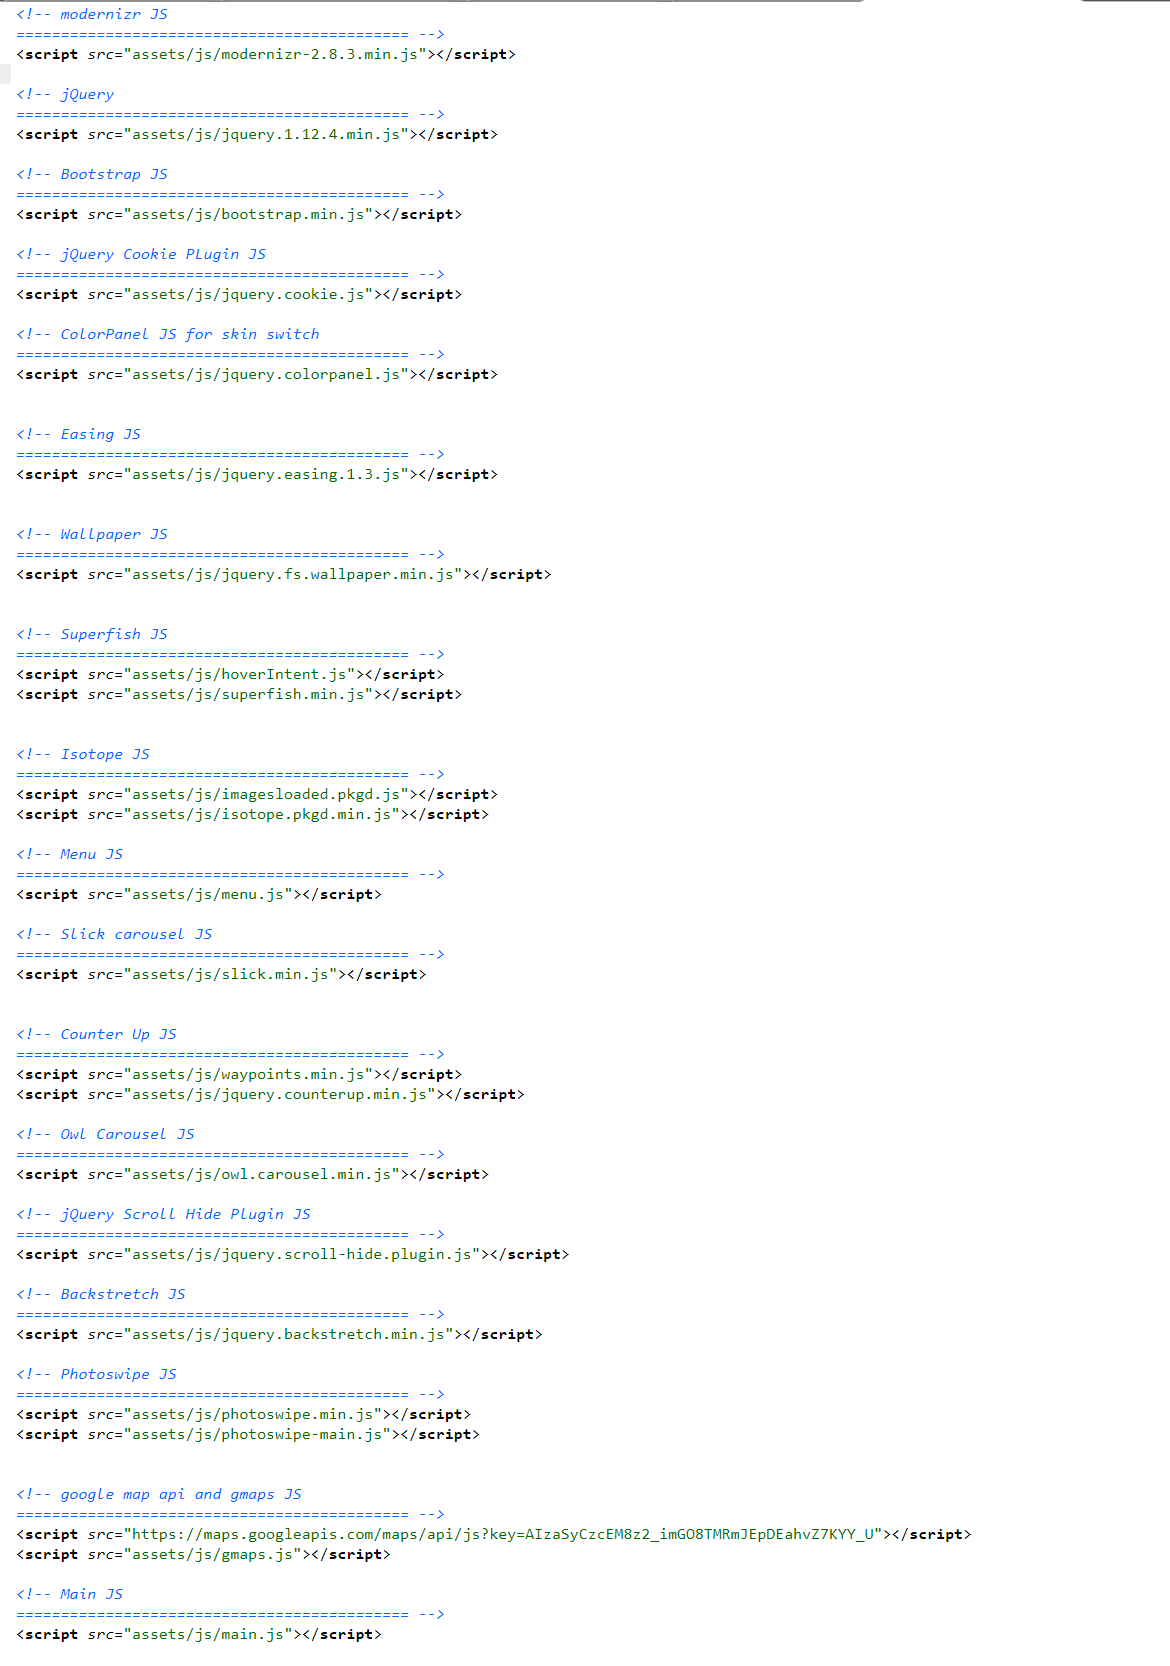 <!-- modernizr JS
============================================ -->
<script src="assets/js/modernizr-2.8.3.min.js"></script>
<!-- jQuery
============================================ -->
<script src="assets/js/jquery.1.12.4.min.js"></script>
<!-- Bootstrap JS
============================================ -->
<script src="assets/js/bootstrap.min.js"></script>
<!-- jQuery Cookie PLugin JS
============================================ -->
<script src="assets/js/jquery.cookie.js"></script>
<!-- ColorPanel JS for skin switch
============================================ -->
<script src="assets/js/jquery.colorpanel.js"></script>
<!-- Easing JS
============================================ -->
<script src="assets/js/jquery.easing.1.3.js"></script>
<!-- Wallpaper JS
============================================ -->
<script src="assets/js/jquery.fs.wallpaper.min.js"></script>
<!-- Superfish JS
============================================ -->
<script src="assets/js/hoverIntent.js"></script>
<script src="assets/js/superfish.min.js"></script>
<!-- Isotope JS
============================================ -->
<script src="assets/js/imagesloaded.pkgd.js"></script>
<script src="assets/js/isotope.pkgd.min.js"></script>
<!-- Menu JS
============================================ -->
<script src="assets/js/menu.js"></script>
<!-- Slick carousel JS
============================================ -->
<script src="assets/js/slick.min.js"></script>
<!-- Counter Up JS
============================================ -->
<script src="assets/js/waypoints.min.js"></script>
<script src="assets/js/jquery.counterup.min.js"></script>
<!-- Owl Carousel JS
============================================ -->
<script src="assets/js/owl.carousel.min.js"></script>
<!-- jQuery Scroll Hide Plugin JS
============================================ -->
<script src="assets/js/jquery.scroll-hide.plugin.js"></script>
<!-- Backstretch JS
============================================ -->
<script src="assets/js/jquery.backstretch.min.js"></script>
<!-- Photoswipe JS
============================================ -->
<script src="assets/js/photoswipe.min.js"></script>
<script src="assets/js/photoswipe-main.js"></script>
<!-- google map api and gmaps JS
============================================ -->
<script src="https://maps.googleapis.com/maps/api/js?key=AIzaSyCzcEM8z2_imGO8TMRmJEpDEahvZ7KYY_U"></script>
<script src="assets/js/gmaps.js"></script>
<!-- Main JS
============================================ -->
<script src="assets/js/main.js"></script>